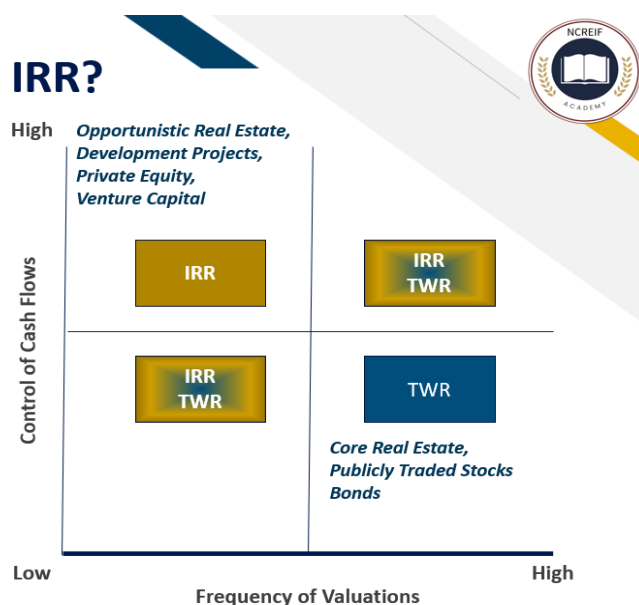 NCREIF
ACADEMY
IRR?
High
Opportunistic Real Estate,
Development Projects,
Private Equity,
Venture Capital
IRR
IRR
TWR
Control of Cash Flows
IRR
TWR
TWR
Core Real Estate,
Publicly Traded Stocks
Bonds
Low
High
Frequency of Valuations